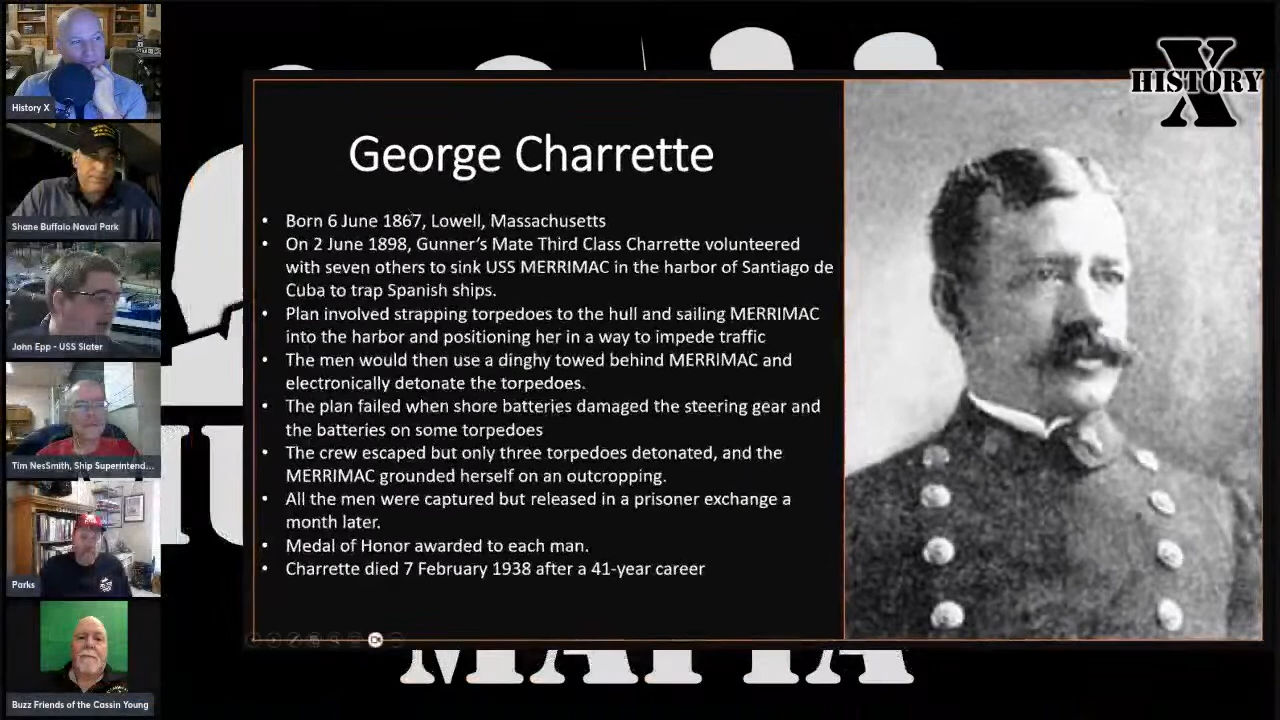 History X
Shane Buffalo Naval Park
John Epp - USS Slater
Tim NesSmith, Ship Superintend...
Parks
Buzz Friends of the Cassin Young
X
HISTORY
George Charrette
• Born 6 June 1867, Lowell, Massachusetts
• On 2 June 1898, Gunner's Mate Third Class Charrette volunteered
with seven others to sink USS MERRIMAC in the harbor of Santiago de
Cuba to trap Spanish ships.
• Plan involved strapping torpedoes to the hull and sailing MERRIMAC
into the harbor and positioning her in a way to impede traffic
• The men would then use a dinghy towed behind MERRIMAC and
electronically detonate the torpedoes.
• The plan failed when shore batteries damaged the steering gear and
the batteries on some torpedoes
• The crew escaped but only three torpedoes detonated, and the
MERRIMAC grounded herself on an outcropping.
• All the men were captured but released in a prisoner exchange a
month later.
• Medal of Honor awarded to each man.
• Charrette died 7 February 1938 after a 41-year career
MAFIA